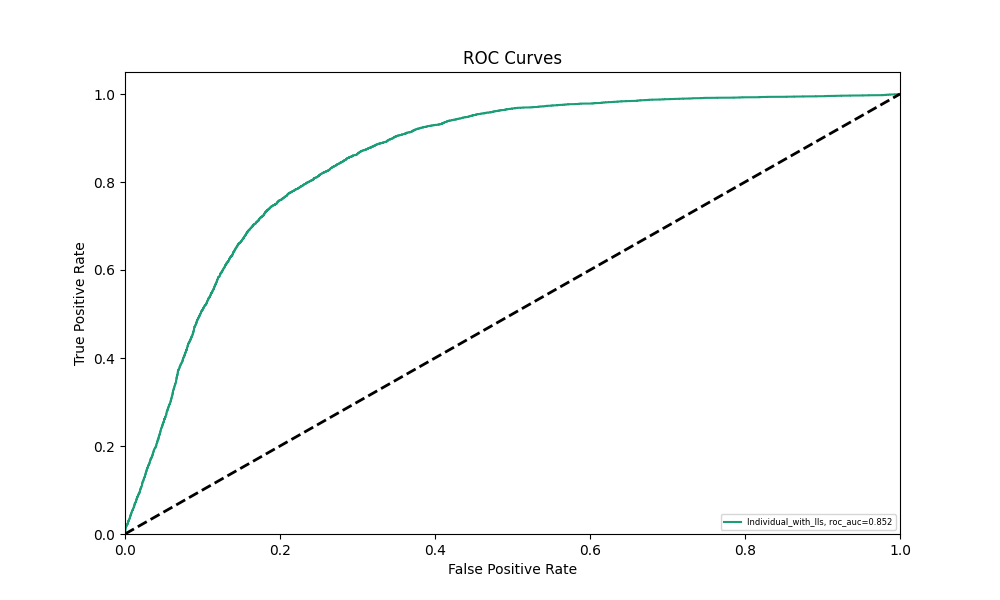 ROC Curves
True Positive Rate
1.0
0.8
0.6
0.4
0.2
0.0
Individual_with_lls, roc_auc=0.852
0.0 0.2 0.4 0.6 0.8 1.0
False Positive Rate